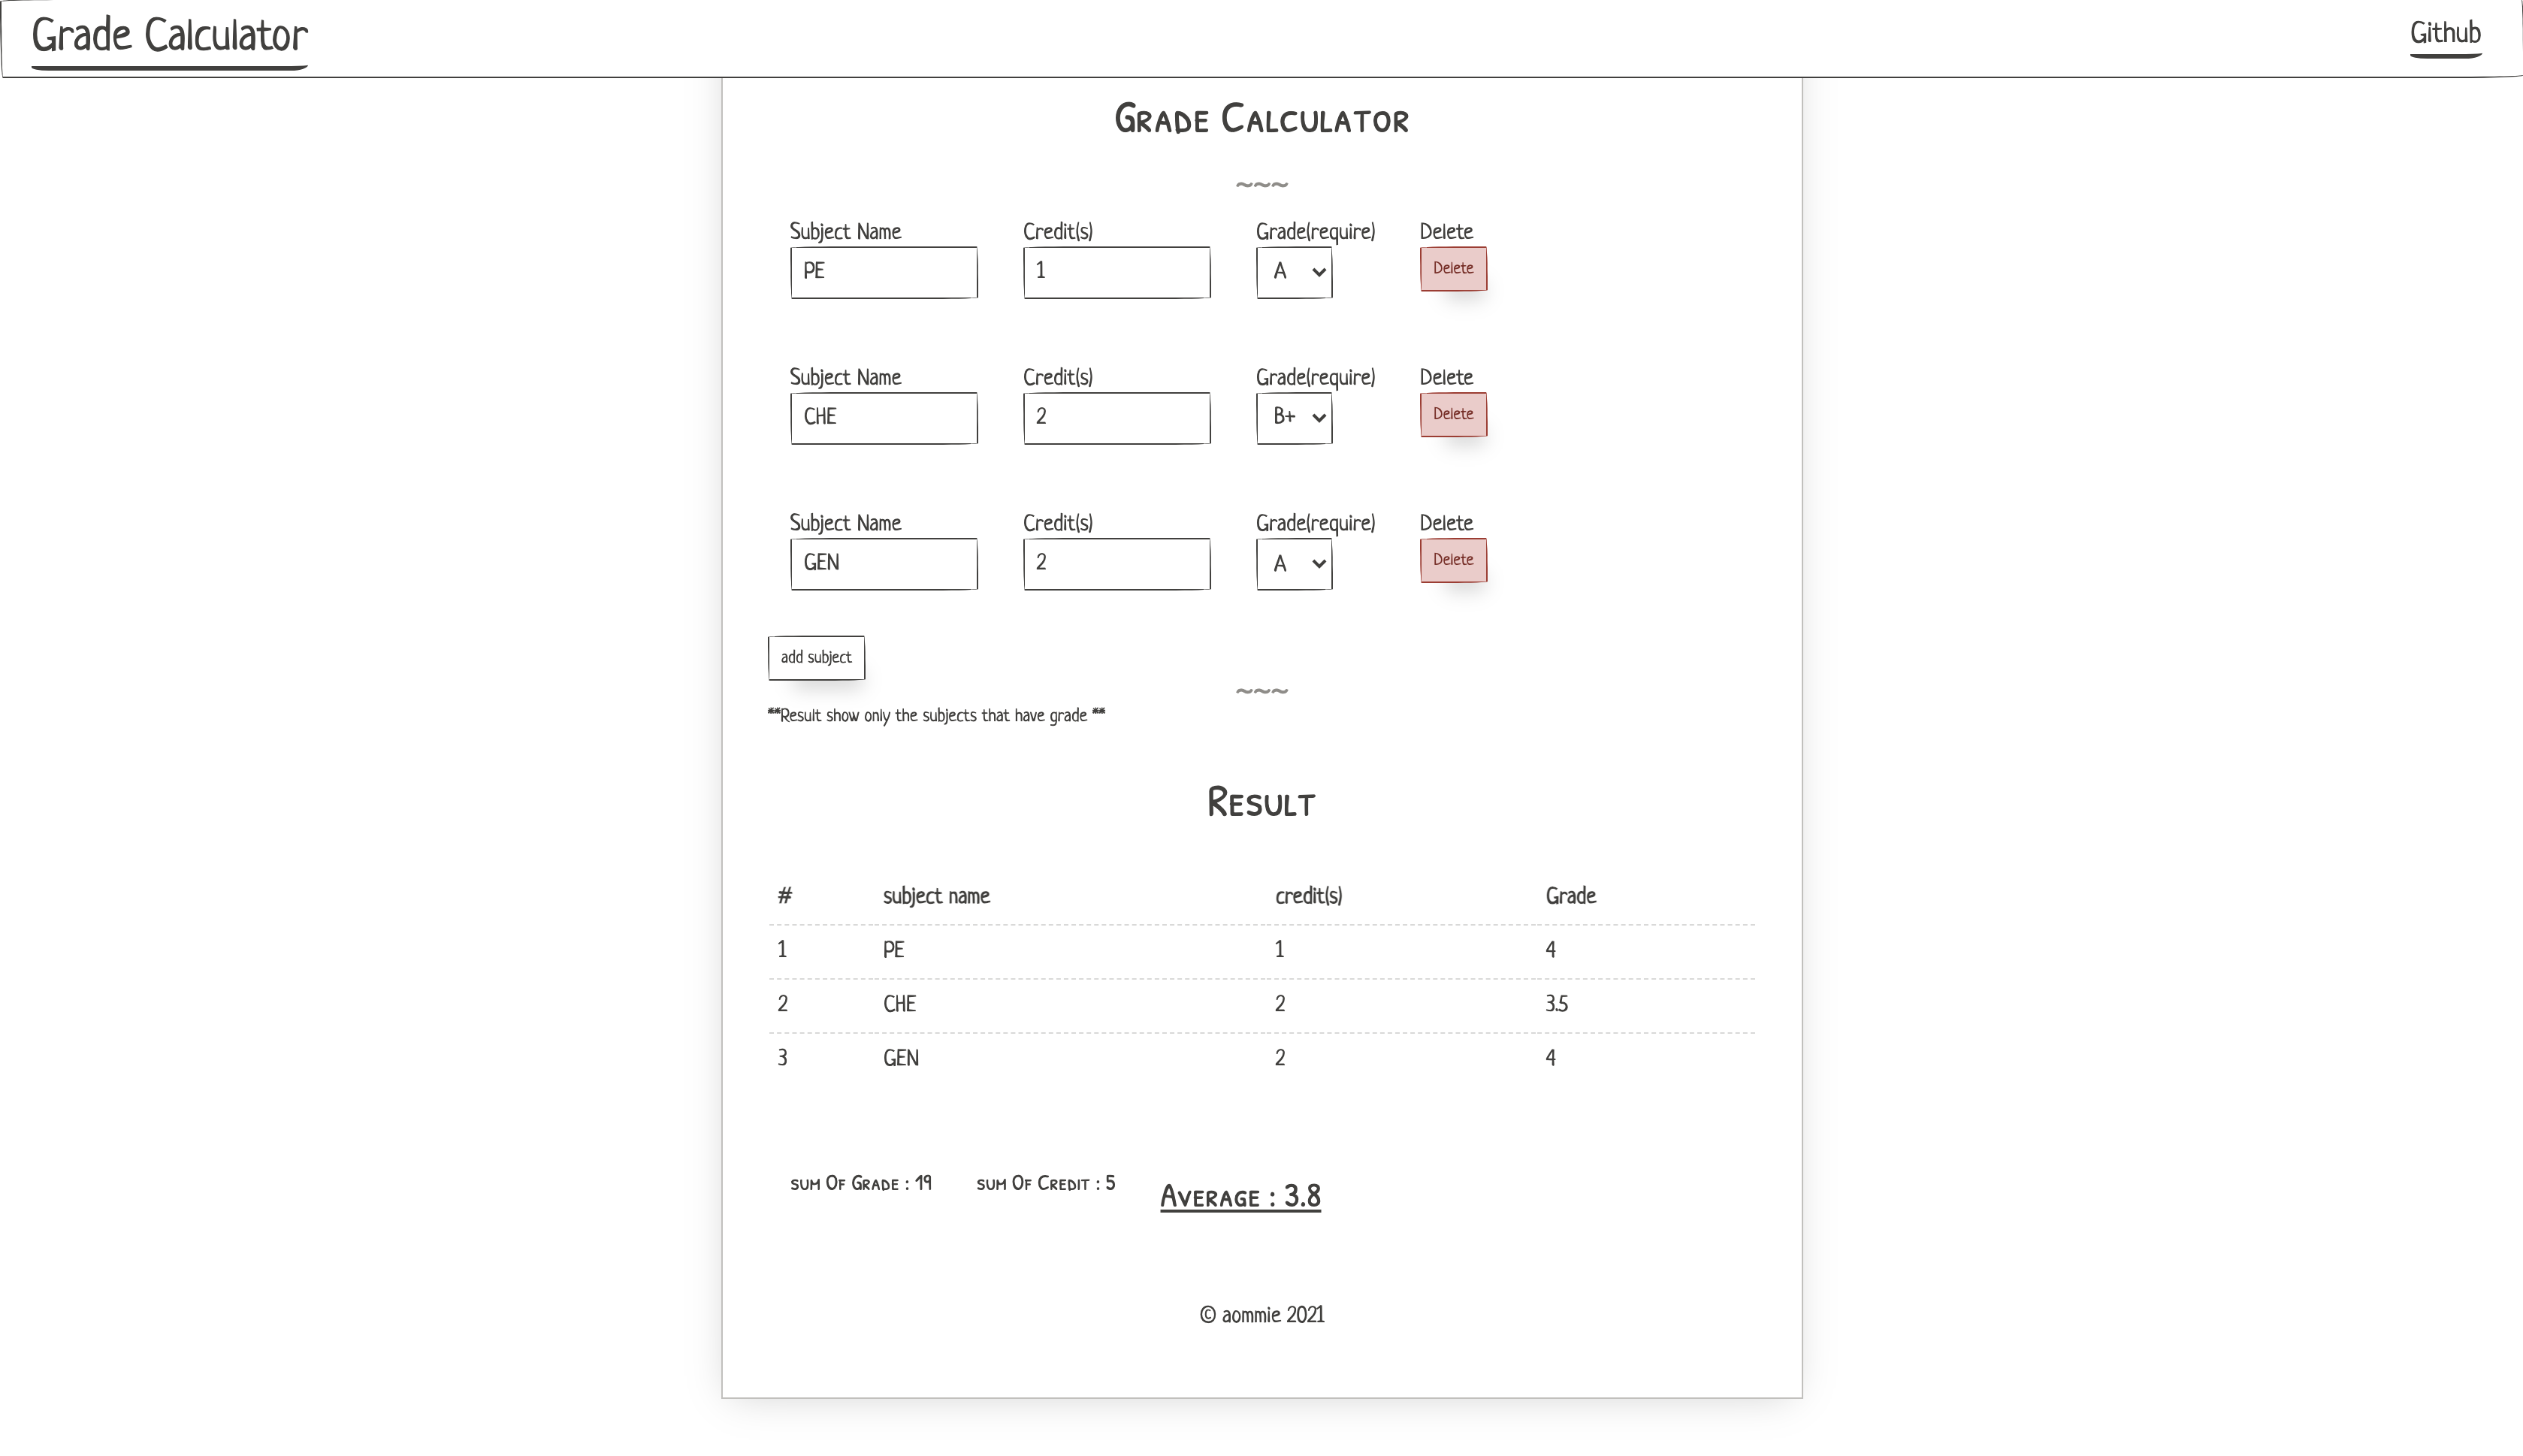 Grade Calculator
Github
Grade Calculator
~~~
Subject Name Credit(s) Grade(require) Delete
PE 1 A Delete
Subject Name Credit(s) Grade(require) Delete
CHE 2 B+ Delete
Subject Name Credit(s) Grade(require) Delete
GEN 2 A Delete
add subject
~~~
**Result show only the subjects that have grade **
Result
# subject name credit(s) Grade
1 PE 1 4
2 CHE 2 3.5
3 GEN 2 4
sum Of Grade : 19 sum Of Credit : 5 Average : 3.8
© aommie 2021